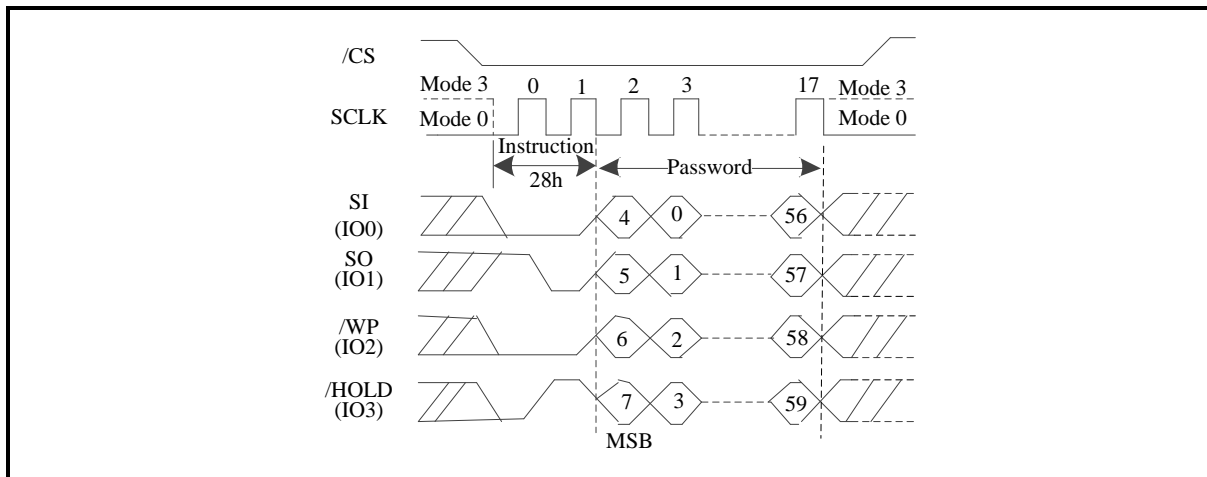 /CS
Mode 3 0 1 2 3 17 Mode 3
SCLK Mode 0 Mode 0
Instruction
28h Password
SI
(IO0) 4 0 56
SO
(IO1) 5 1 57
/WP
(IO2) 6 2 58
/HOLD
(IO3) 7 3 59
MSB